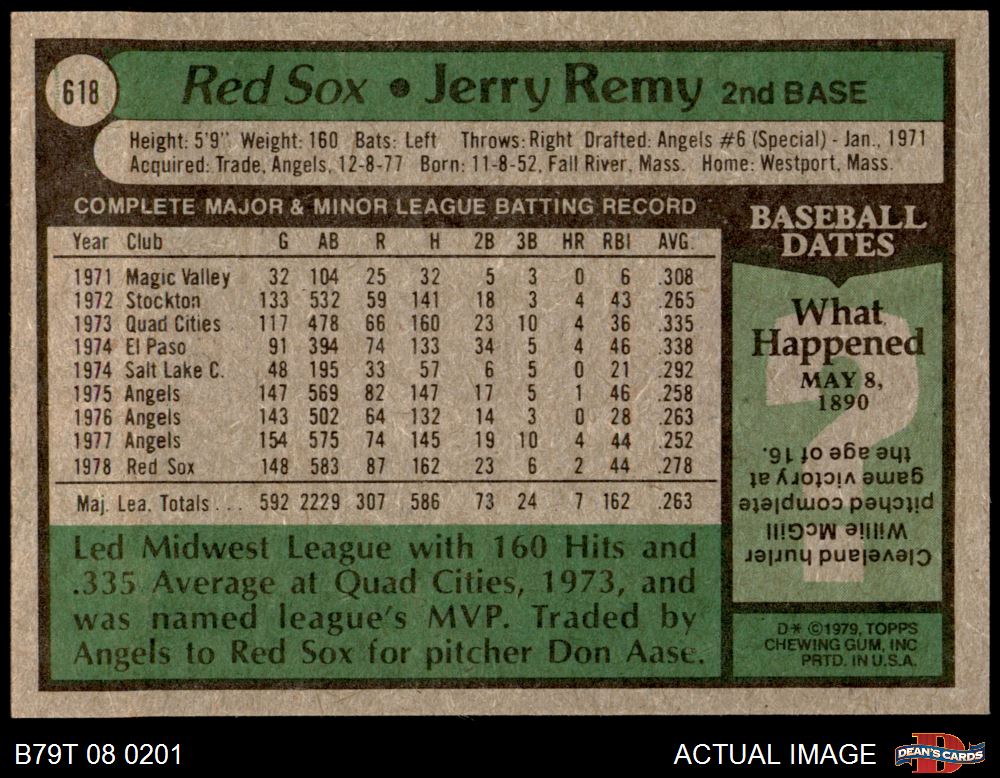 618
Red Sox • Jerry Remy 2nd BASE
Height: 5'9" Weight: 160 Bats: Left Throws: Right Drafted: Angels #6 (Special) - Jan., 1971
Acquired: Trade, Angels, 12-8-77 Born: 11-8-52, Fall River, Mass. Home: Westport, Mass.
COMPLETE MAJOR & MINOR LEAGUE BATTING RECORD
Year Club G AB R H 2B 3B HR RBI AVG.
1971 Magic Valley 32 104 25 32 5 3 0 6 .308
1972 Stockton 133 532 59 141 18 3 4 43 .265
1973 Quad Cities 117 478 66 160 23 10 4 36 .335
1974 El Paso 91 394 74 133 34 5 4 46 .338
1974 Salt Lake C. 48 195 33 57 6 5 0 21 .292
1975 Angels 147 569 82 147 17 5 1 46 .258
1976 Angels 143 502 64 132 14 3 0 28 .263
1977 Angels 154 575 74 145 19 10 4 44 .252
1978 Red Sox 148 583 87 162 23 6 2 44 .278
Maj. Lea. Totals . . . 592 2229 307 586 73 24 7 162 .263
Led Midwest League with 160 Hits and
.335 Average at Quad Cities, 1973, and
was named league's MVP. Traded by
Angels to Red Sox for pitcher Don Aase.
BASEBALL
DATES
What
Happened
MAY 8,
1890
Cleveland hurler
Willie McGill
pitched complete
game victory at
the age of 16.
D* ©1979, TOPPS
CHEWING GUM, INC
PRTD. IN U.S.A.
B79T 08 0201
ACTUAL IMAGE
DEAN'S CARDS